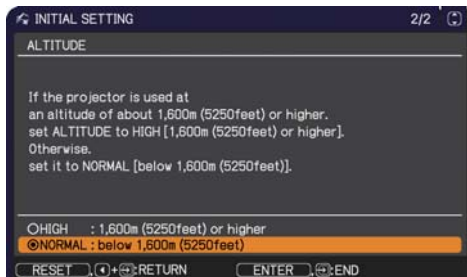 INITIAL SETTING 2/2
ALTITUDE
If the projector is used at
an altitude of about 1,600m (5250feet) or higher.
set ALTITUDE to HIGH [1,600m (5250feet) or higher].
Otherwise.
set it to NORMAL [below 1,600m (5250feet)].
HIGH : 1,600m (5250feet) or higher
NORMAL : below 1,600m (5250feet)
RESET , + :RETURN ENTER , :END